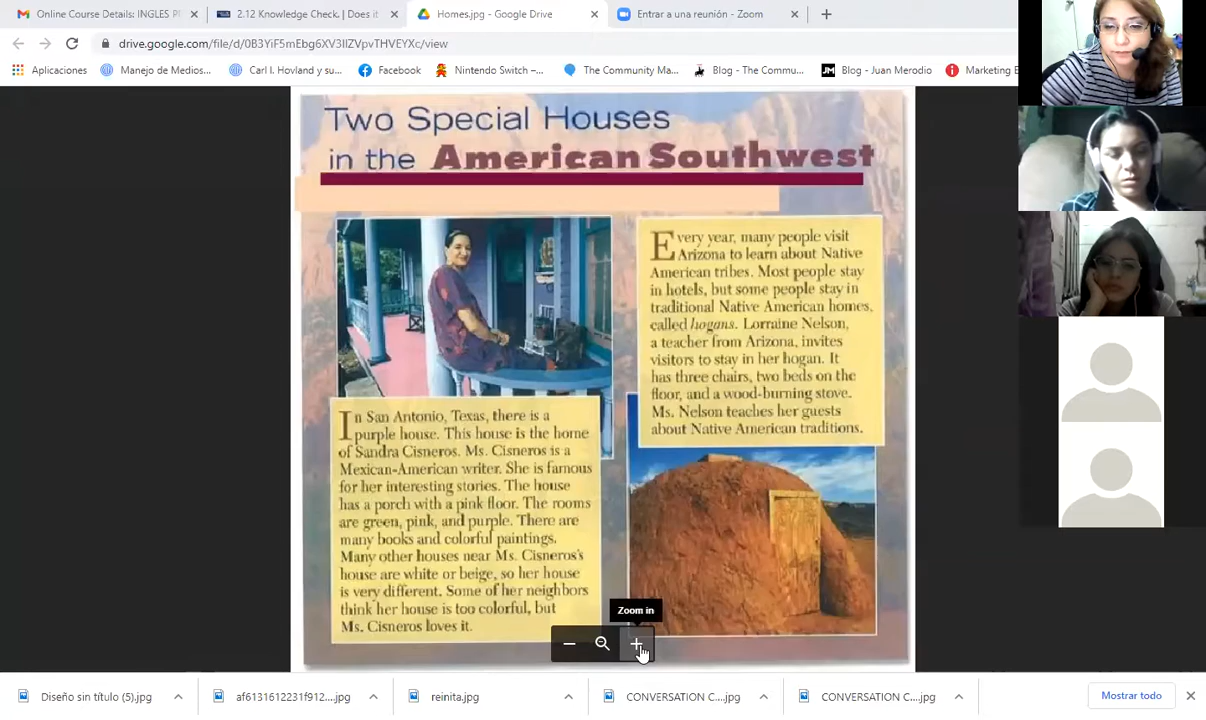 Online Course Details: INGLES P
2.12 Knowledge Check. | Does it
Homes.jpg - Google Drive
Entrar a una reunión - Zoom
drive.google.com/file/d/0B3YiF5mEbg6XV3IIZVpvTHVEYXc/view
Aplicaciones
Manejo de Medios...
Carl I. Hovland y su...
Facebook
Nintendo Switch –...
The Community Ma...
Blog - The Commu...
JM
Blog - Juan Merodio
Marketing E
Two Special Houses
in the American Southwest
Every year, many people visit
Arizona to learn about Native
American tribes. Most people stay
in hotels, but some people stay in
traditional Native American homes,
called hogans. Lorraine Nelson,
a teacher from Arizona, invites
visitors to stay in her hogan. It
has three chairs, two beds on the
floor, and a wood-burning stove.
Ms. Nelson teaches her guests
about Native American traditions.
In San Antonio, Texas, there is a
purple house. This house is the home
of Sandra Cisneros. Ms. Cisneros is a
Mexican-American writer. She is famous
for her interesting stories. The house
has a porch with a pink floor. The rooms
are green, pink, and purple. There are
many books and colorful paintings.
Many other houses near Ms. Cisneros's
house are white or beige, so her house
is very different. Some of her neighbors
think her house is too colorful, but
Ms. Cisneros loves it.
Zoom in
Diseño sin título (5).jpg
af6131612231f912....jpg
reinita.jpg
CONVERSATION C....jpg
CONVERSATION C....jpg
Mostrar todo